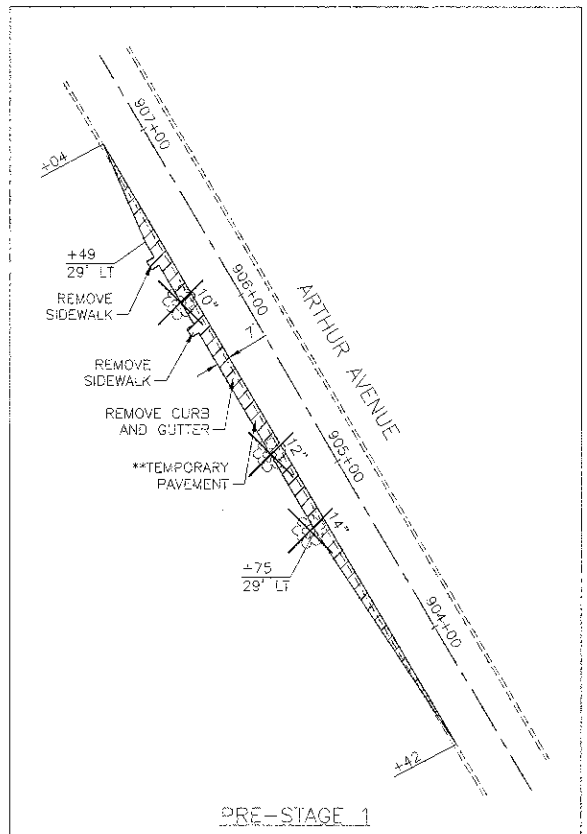 907+00
+04
+49
29' LT
REMOVE
SIDEWALK
10"
906+00
ARTHUR AVENUE
7'
REMOVE
SIDEWALK
REMOVE CURB
AND GUTTER
905+00
**TEMPORARY
PAVEMENT
12"
14"
+75
29' LT
904+00
+42
PRE-STAGE 1